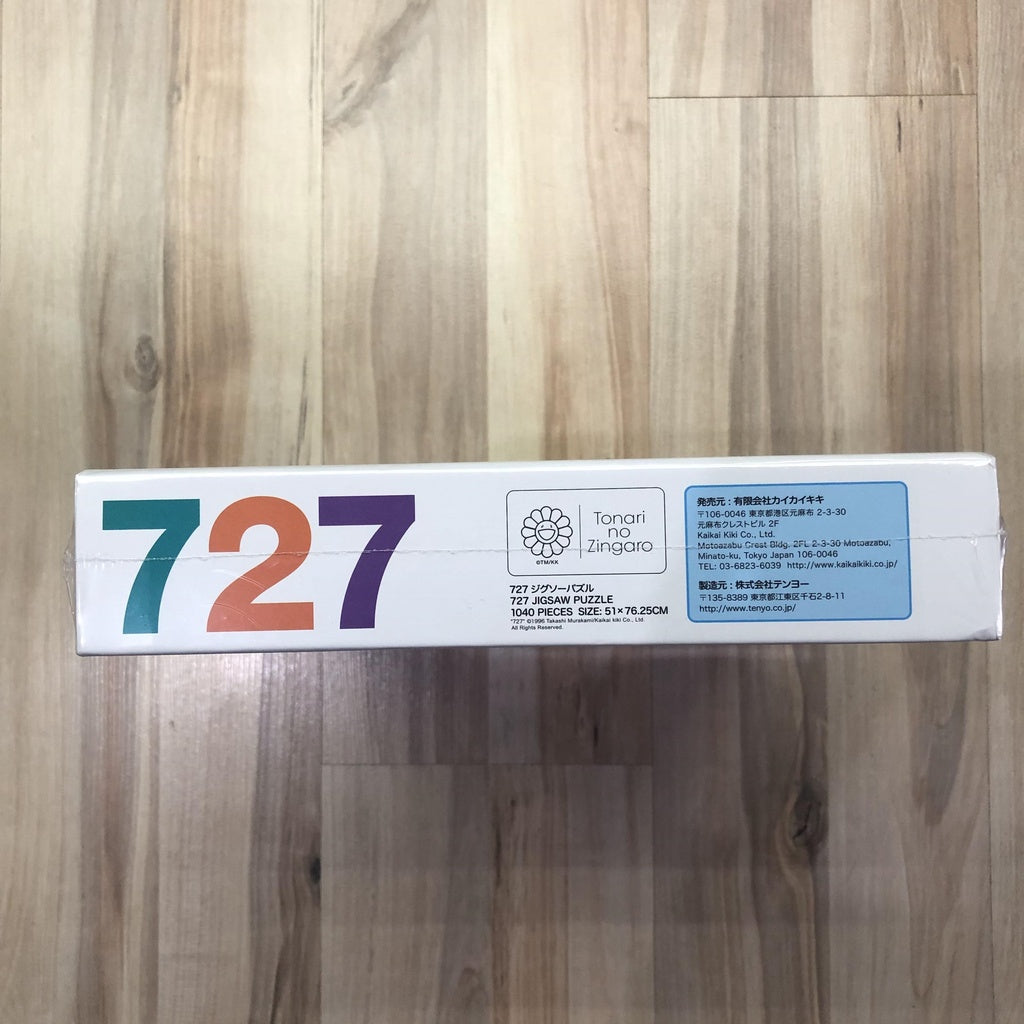 727
Tonari
no
Zingaro
©TM/KK
727 ジグソーパズル
727 JIGSAW PUZZLE
1040 PIECES SIZE: 51×76.25CM
"727" ©1996 Takashi Murakami/Kaikai kiki Co., Ltd.
All Rights Reserved.
発売元：有限会社カイカイキキ
〒106-0046 東京都港区元麻布 2-3-30
元麻布クレストビル 2F
Kaikai Kiki Co., Ltd.
Motoazabu Crest Bldg. 2FL 2-3-30 Motoazabu,
Minato-ku, Tokyo Japan 106-0046
TEL: 03-6823-6039 http://www.kaikaikiki.co.jp/
製造元：株式会社テンヨー
〒135-8389 東京都江東区千石2-8-11
http://www.tenyo.co.jp/